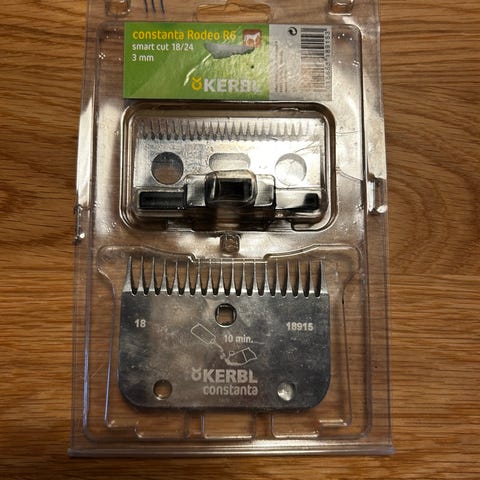 constanta Rodeo R6
smart cut 18/24
3 mm
KERBL
18
18915
10 min.
KERBL
constanta